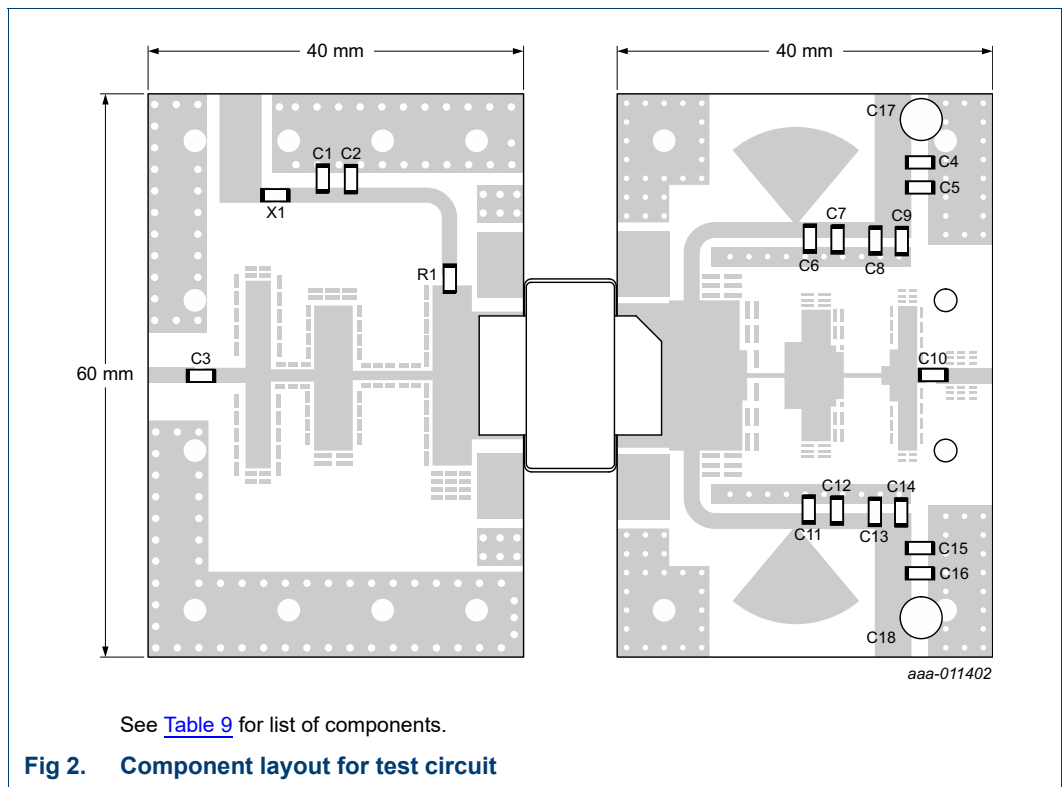 40 mm
40 mm
60 mm
C1 C2
X1
R1
C3
C17
C4
C5
C7
C9
C6
C8
C10
C12
C14
C11
C13
C15
C16
C18
aaa-011402
See Table 9 for list of components.
Fig 2. Component layout for test circuit